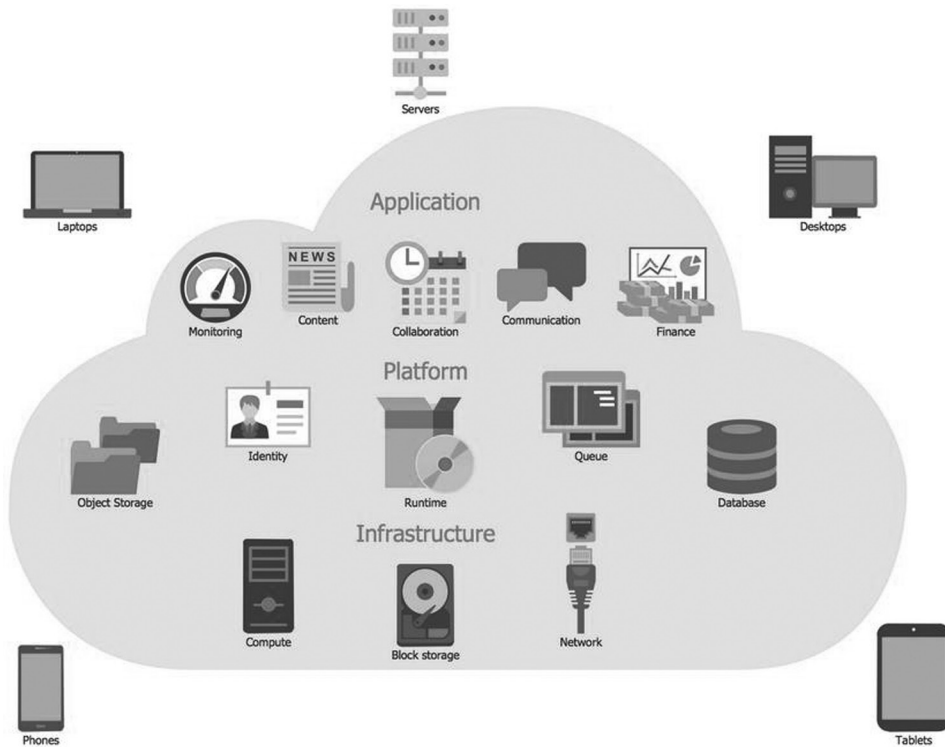 Servers
Laptops
Desktops
Application
NEWS
Monitoring
Content
Collaboration
Communication
Finance
Platform
Object Storage
Identity
Runtime
Queue
Database
Infrastructure
Compute
Block storage
Network
Phones
Tablets